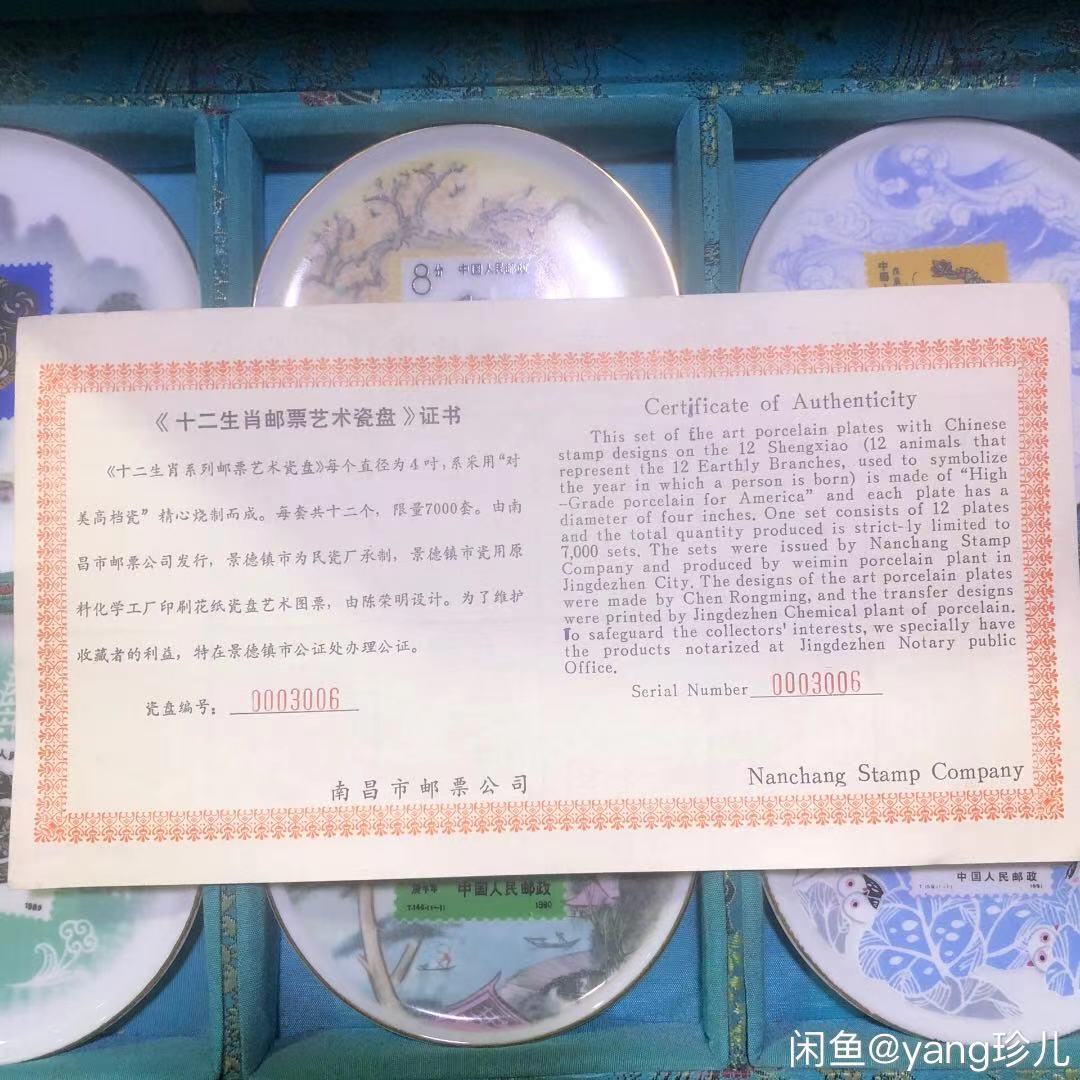 8分 中国人民邮政
中国
《十二生肖邮票艺术瓷盘》证书
《十二生肖系列邮票艺术瓷盘》每个直径为4吋,系采用“对
美高档瓷”精心烧制而成。每套共十二个，限量7000套。由南
昌市邮票公司发行，景德镇市为民瓷厂承制，景德镇市瓷用原
料化学工厂印刷花纸瓷盘艺术图票，由陈荣明设计。为了维护
收藏者的利益，特在景德镇市公证处办理公证。
瓷盘编号：0003006
南昌市邮票公司
Certificate of Authenticity
This set of the art porcelain plates with Chinese
stamp designs on the 12 Shengxiao (12 animals that
represent the 12 Earthly Branches, used to symbolize
the year in which a person is born) is made of “High
-Grade porcelain for America” and each plate has a
diameter of four inches. One set consists of 12 plates
and the total quantity produced is strict-ly limited to
7,000 sets. The sets were issued by Nanchang Stamp
Company and produced by weimin porcelain plant in
Jingdezhen City. The designs of the art porcelain plates
were made by Chen Rongming, and the transfer designs
were printed by Jingdezhen Chemical plant of porcelain.
To safeguard the collectors' interests, we specially have
the products notarized at Jingdezhen Notary public
Office.
Serial Number 0003006
Nanchang Stamp Company
1989
庚午年 中国人民邮政
T.146.(1-1) 1990
中国人民邮政
1991
闲鱼@yang珍儿